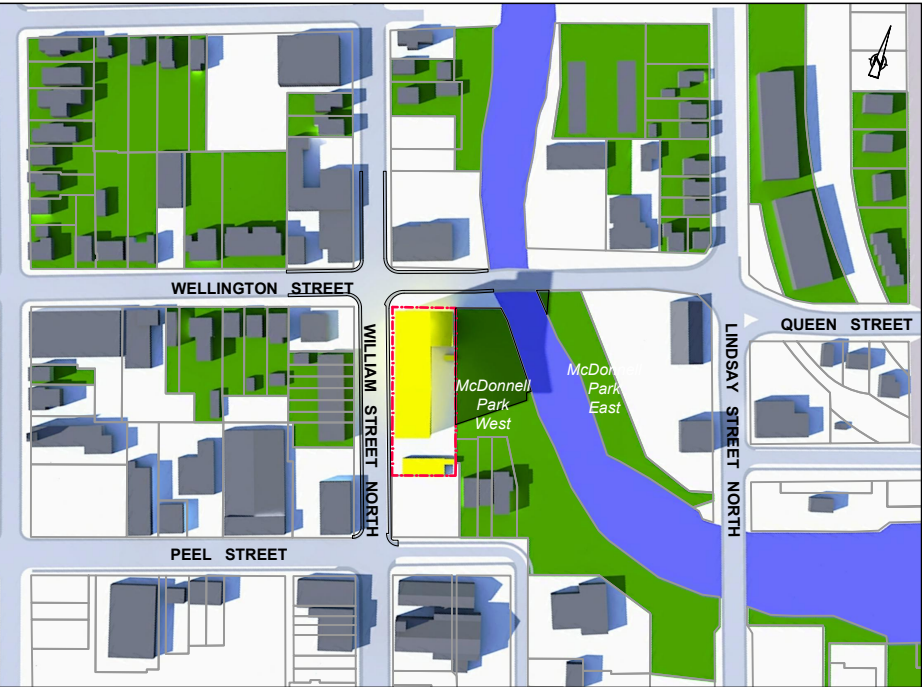 WELLINGTON STREET
WILLIAM STREET NORTH
LINDSAY STREET NORTH
QUEEN STREET
McDonnell
Park
West
McDonnell
Park
East
PEEL STREET